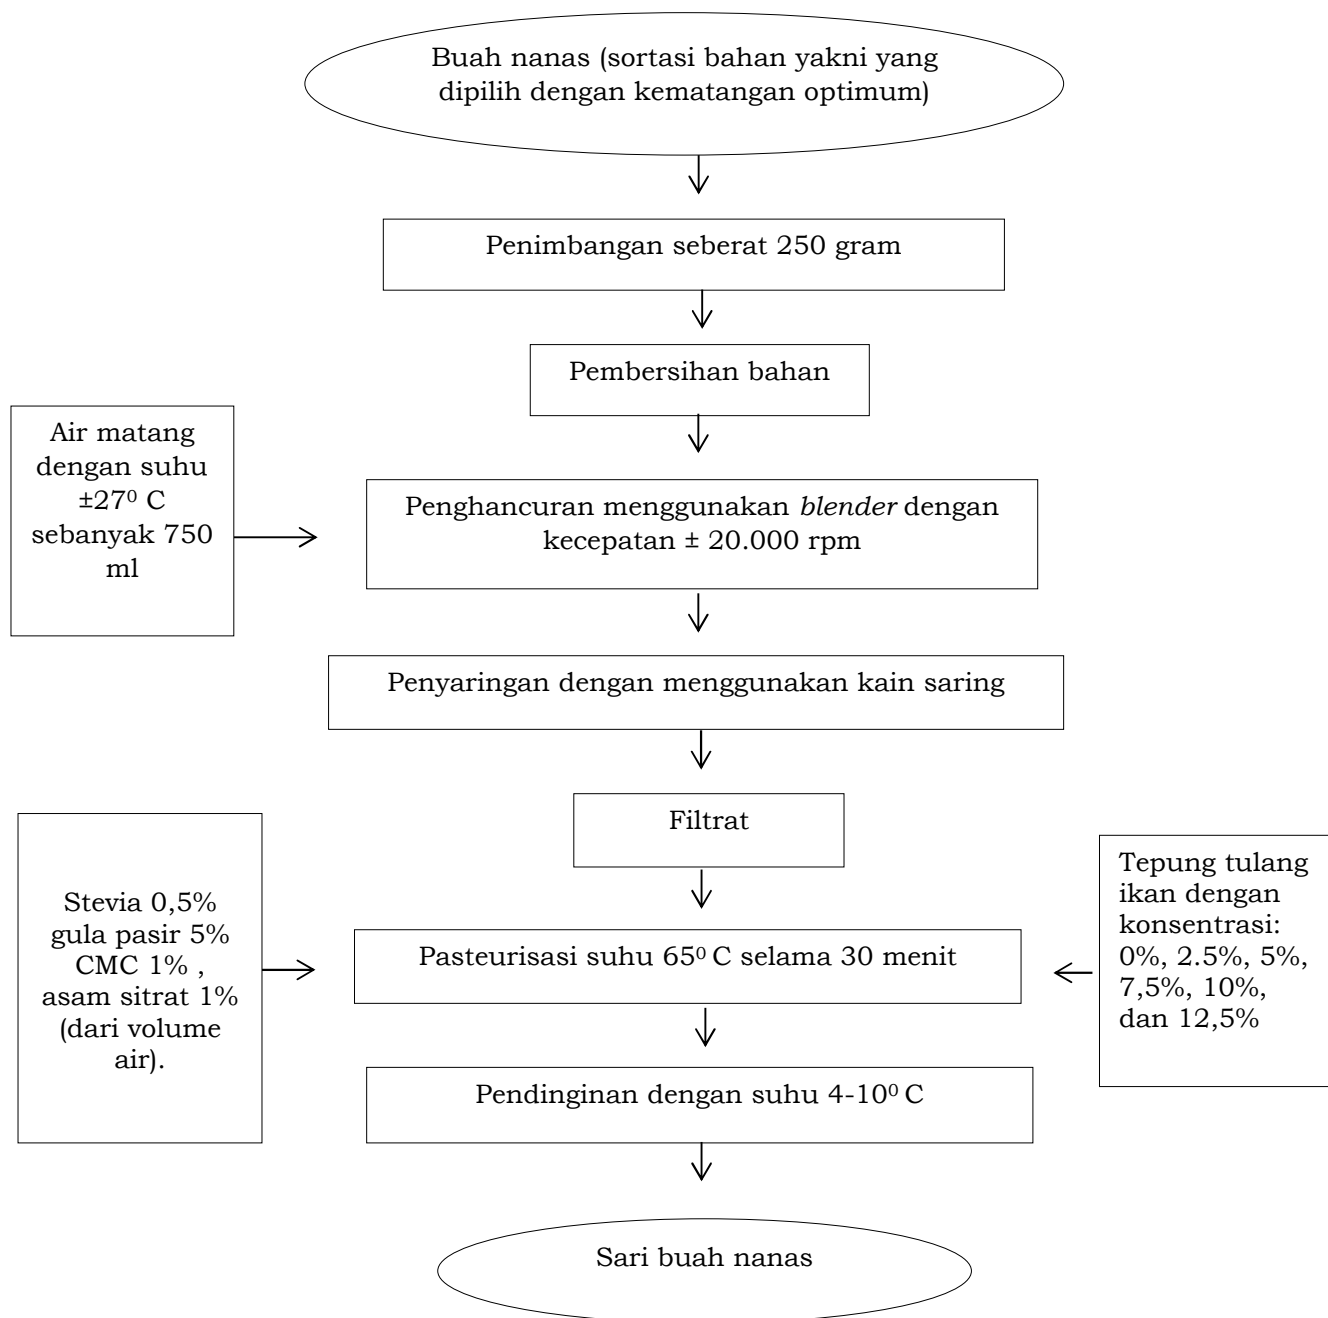 Buah nanas (sortasi bahan yakni yang
dipilih dengan kematangan optimum)
Penimbangan seberat 250 gram
Pembersihan bahan
Air matang
dengan suhu
±27⁰ C
sebanyak 750
ml
Penghancuran menggunakan blender dengan
kecepatan ± 20.000 rpm
Penyaringan dengan menggunakan kain saring
Filtrat
Stevia 0,5%
gula pasir 5%
CMC 1% ,
asam sitrat 1%
(dari volume
air).
Pasteurisasi suhu 65⁰ C selama 30 menit
Tepung tulang
ikan dengan
konsentrasi:
0%, 2.5%, 5%,
7,5%, 10%,
dan 12,5%
Pendinginan dengan suhu 4-10⁰ C
Sari buah nanas